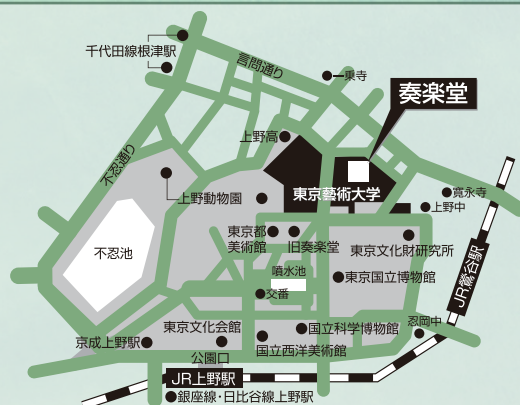 千代田線根津駅
言問通り
一乗寺
奏楽堂
上野高
不忍通り
東京藝術大学
上野動物園
寛永寺
上野中
東京都
美術館
旧奏楽堂
東京文化財研究所
不忍池
噴水池
東京国立博物館
JR鶯谷駅
交番
東京文化会館
国立科学博物館
忍岡中
京成上野駅
公園口
国立西洋美術館
JR上野駅
銀座線・日比谷線上野駅